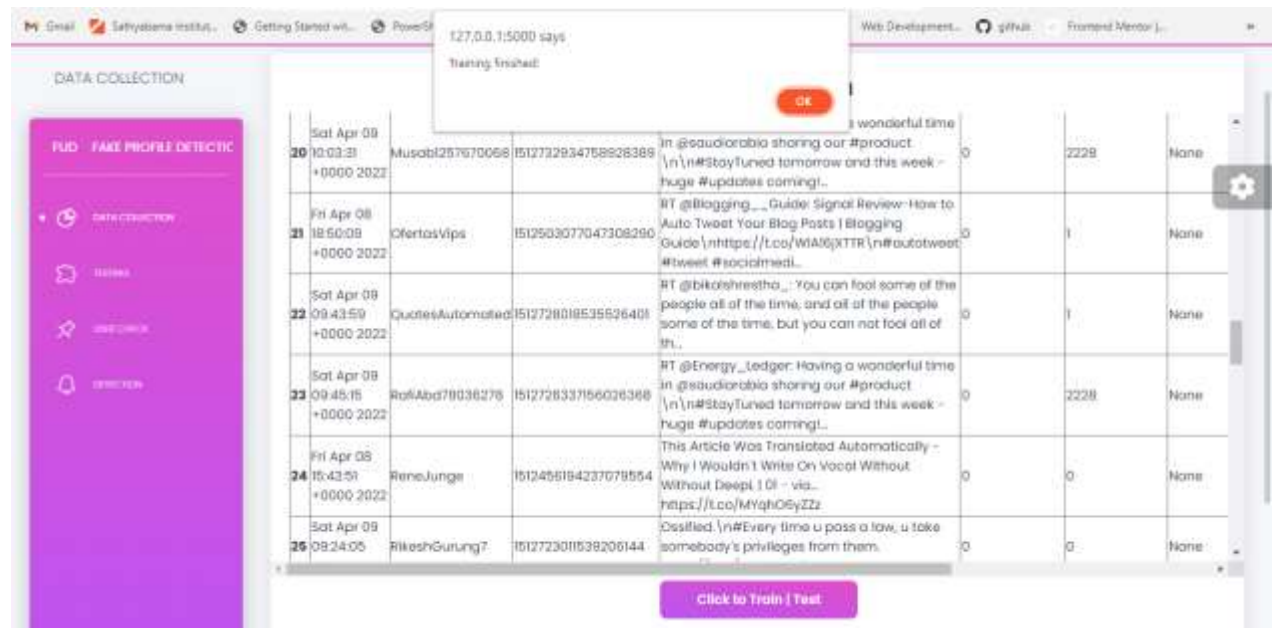 Gmail Sathyabama Institut... Getting Started wit... PowerSh Web Development... github Frontend Mentor |... »
127.0.0.1:5000 says
Training finished
OK
DATA COLLECTION
FUD FAKE PROFILE DETECTIC
DATA COLLECTION
DETECTION
20 Sat Apr 09 10:03:31 +0000 2022
Musab1257670068 1512732934758928389
wonderful time
in @saudiarabia sharing our #product
\n\n#StayTuned tomorrow and this week -
huge #updates coming!…
0 2228 None
21 Fri Apr 08 18:50:09 +0000 2022
OfertasVips 1512503077047308290
RT @Blogging__Guide: Signal Review-How to
Auto Tweet Your Blog Posts | Blogging
Guide\nhttps://t.co/WIA16jXTTR\n#autotweet
#tweet #socialmedi…
0 1 None
22 Sat Apr 09 09:43:59 +0000 2022
QuotesAutomated 1512728018535526401
RT @bikalshrestha_: You can fool some of the
people all of the time, and all of the people
some of the time, but you can not fool all of
th…
0 1 None
23 Sat Apr 09 09:45:15 +0000 2022
RafiAbd78036276 1512728337156026368
RT @Energy_Ledger: Having a wonderful time
in @saudiarabia sharing our #product
\n\n#StayTuned tomorrow and this week -
huge #updates coming!…
0 2228 None
24 Fri Apr 08 15:43:51 +0000 2022
ReneJunge 1512456194237079554
This Article Was Translated Automatically -
Why I Wouldn't Write On Vocal Without
Without DeepL | 01 - via…
https://t.co/MYqhO6yZZz
0 0 None
25 Sat Apr 09 09:24:05
RikeshGurung7 1512723011539206144
Ossified.\n#Every time u pass a law, u take
somebody's privileges from them.
0 0 None
Click to Train | Test